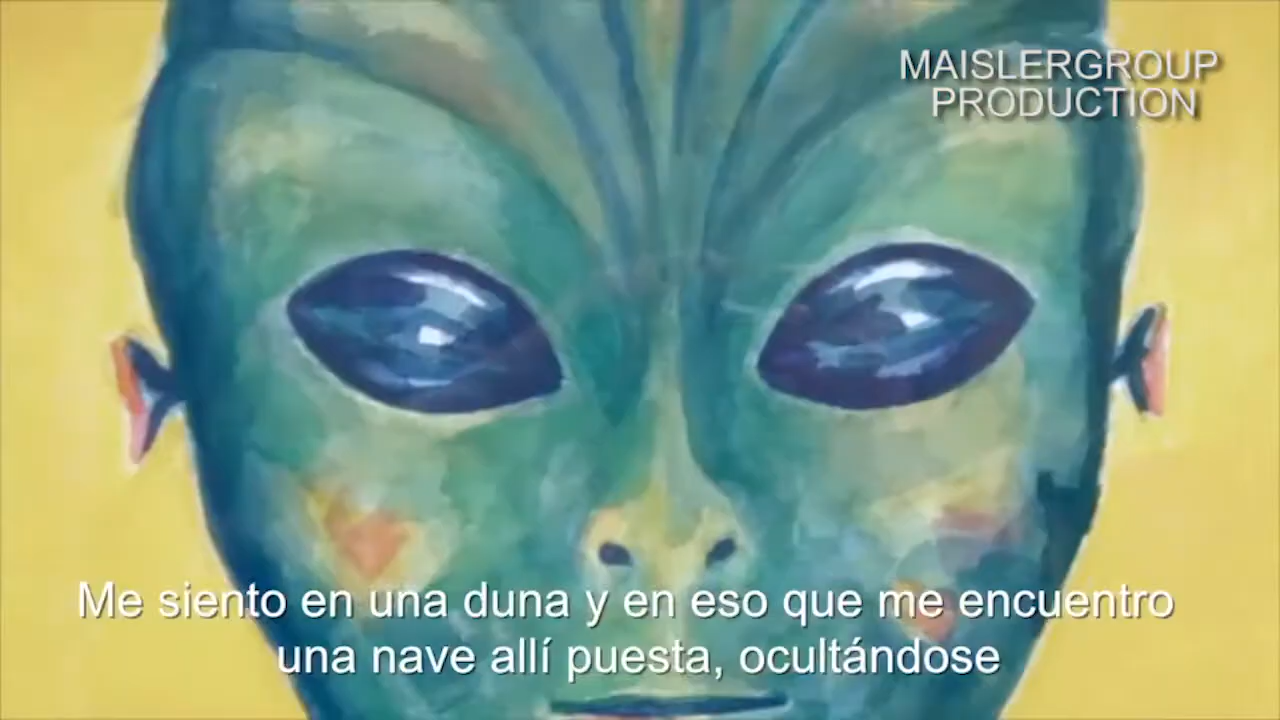 MAISLERGROUP
PRODUCTION
Me siento en una duna y en eso que me encuentro
una nave allí puesta, ocultándose